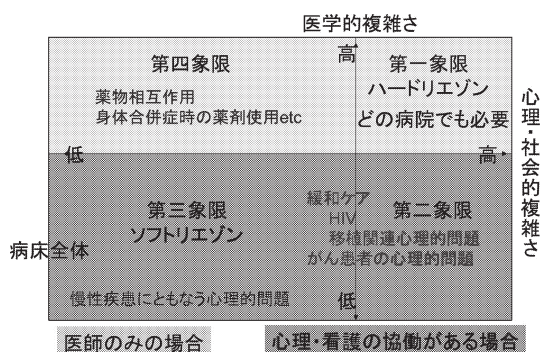 医学的複雑さ
第四象限
高
第一象限
薬物相互作用
身体合併症時の薬剤使用etc
ハードリエゾン
どの病院でも必要
心理・社会的複雑さ
低
高
緩和ケア
HIV
移植関連心理的問題
がん患者の心理的問題
第三象限
ソフトリエゾン
第二象限
病床全体
慢性疾患にともなう心理的問題
低
医師のみの場合
心理・看護の協働がある場合